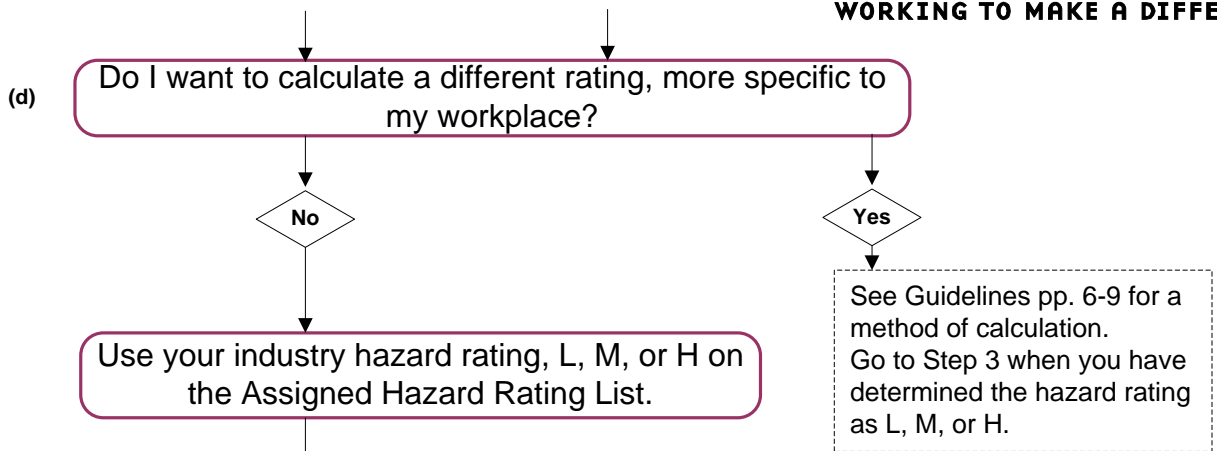 WORKING TO MAKE A DIFFE
(d)
Do I want to calculate a different rating, more specific to
my workplace?
No
Yes
Use your industry hazard rating, L, M, or H on
the Assigned Hazard Rating List.
See Guidelines pp. 6-9 for a
method of calculation.
Go to Step 3 when you have
determined the hazard rating
as L, M, or H.